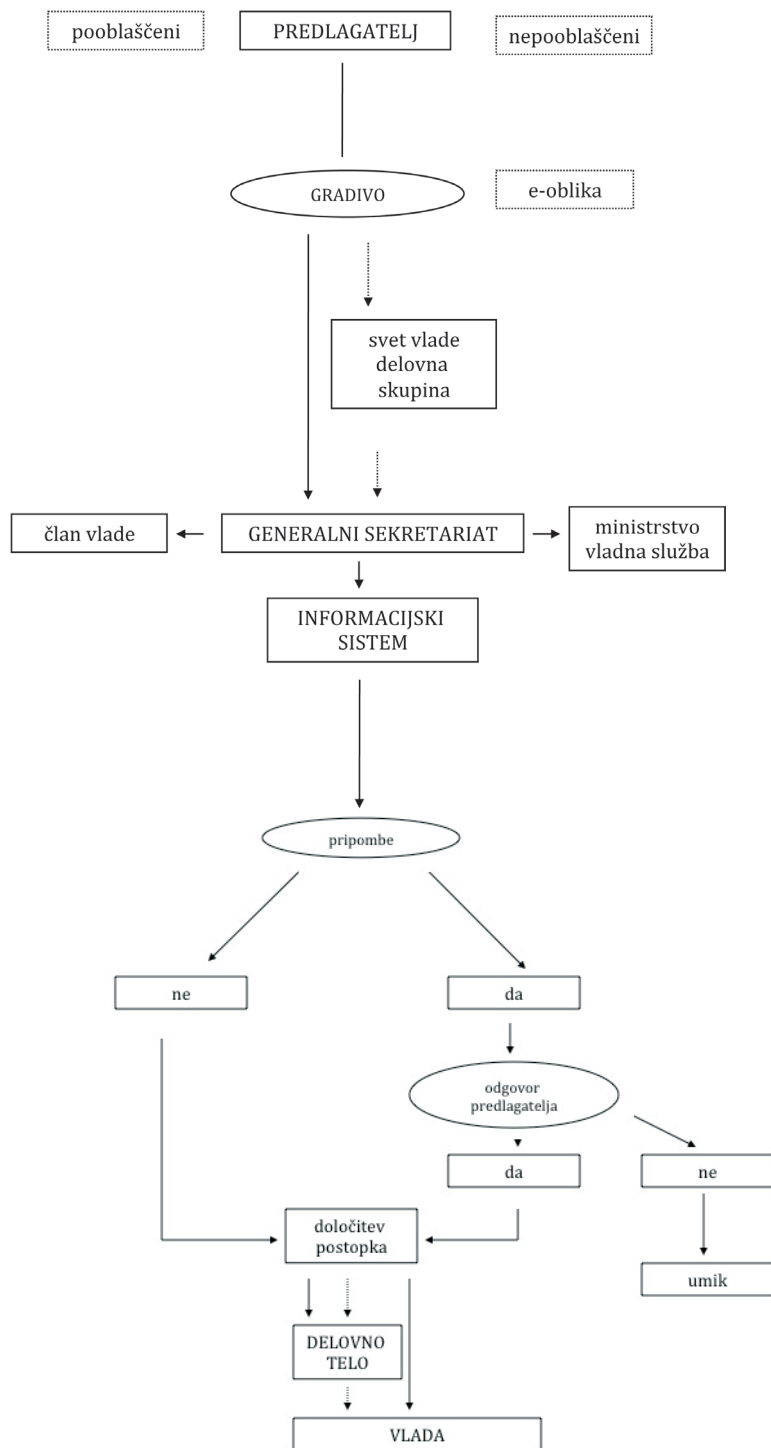 pooblaščeni
PREDLAGATELJ
nepooblaščeni
GRADIVO
e-oblika
svet vlade
delovna
skupina
član vlade
GENERALNI SEKRETARIAT
ministrstvo
vladna služba
INFORMACIJSKI
SISTEM
pripombe
ne
da
odgovor
predlagatelja
da
ne
določitev
postopka
umik
DELOVNO
TELO
VLADA